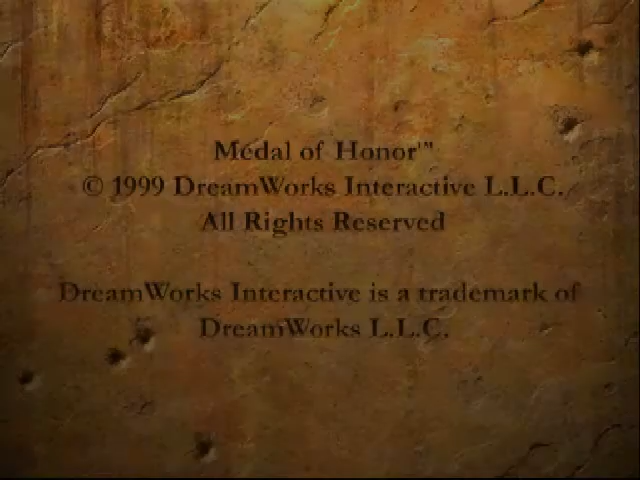 Medal of Honor™
© 1999 DreamWorks Interactive L.L.C.
All Rights Reserved
DreamWorks Interactive is a trademark of
DreamWorks L.L.C.